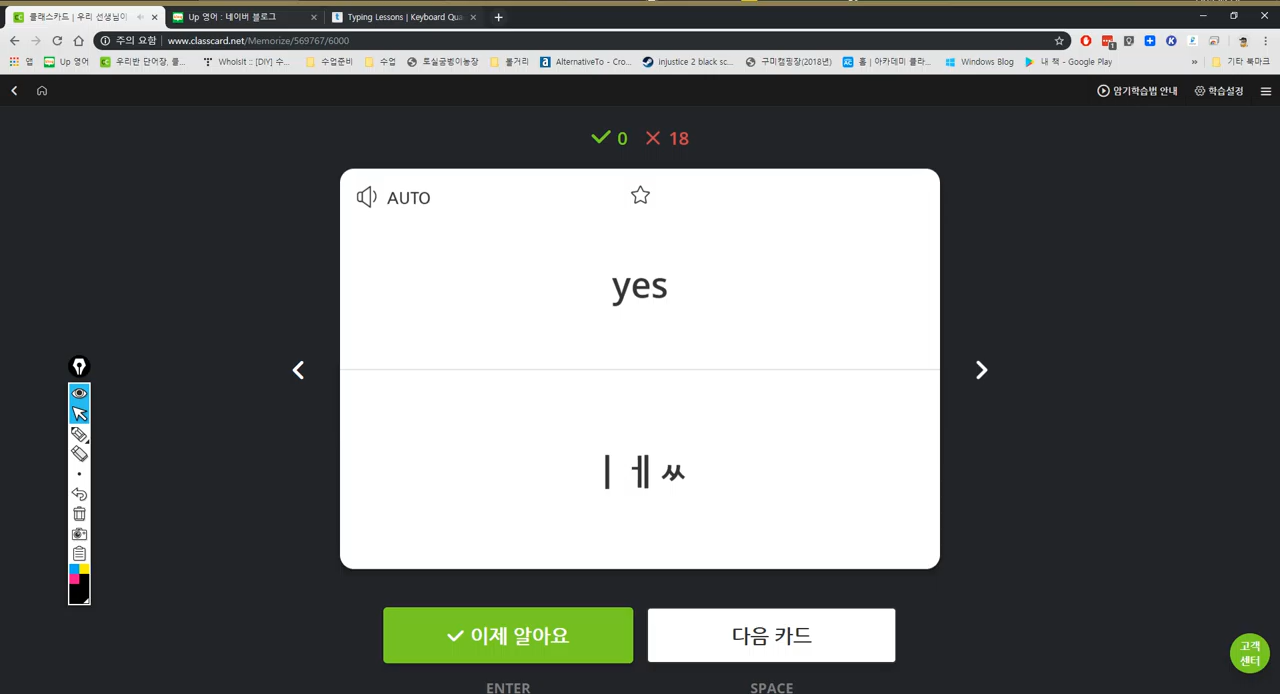 클래스카드 | 우리 선생님이
Up 영어 : 네이버 블로그
Typing Lessons | Keyboard Qua
주의 요함 | www.classcard.net/Memorize/569767/6000
앱 Up 영어 우리반 단어장, 클... WhoIsIt :: [DIY] 수... 수업준비 수업 토실궁벵이농장 볼거리 AlternativeTo - Cro... injustice 2 black sc... 구미캠핑장(2018년) 홈 | 아카데미 클라... Windows Blog 내 책 - Google Play » 기타 북마크
암기학습법 안내 학습설정
0 18
AUTO
yes
ㅣ ㅔ ㅆ
이제 알아요 다음 카드
ENTER SPACE
고객
센터